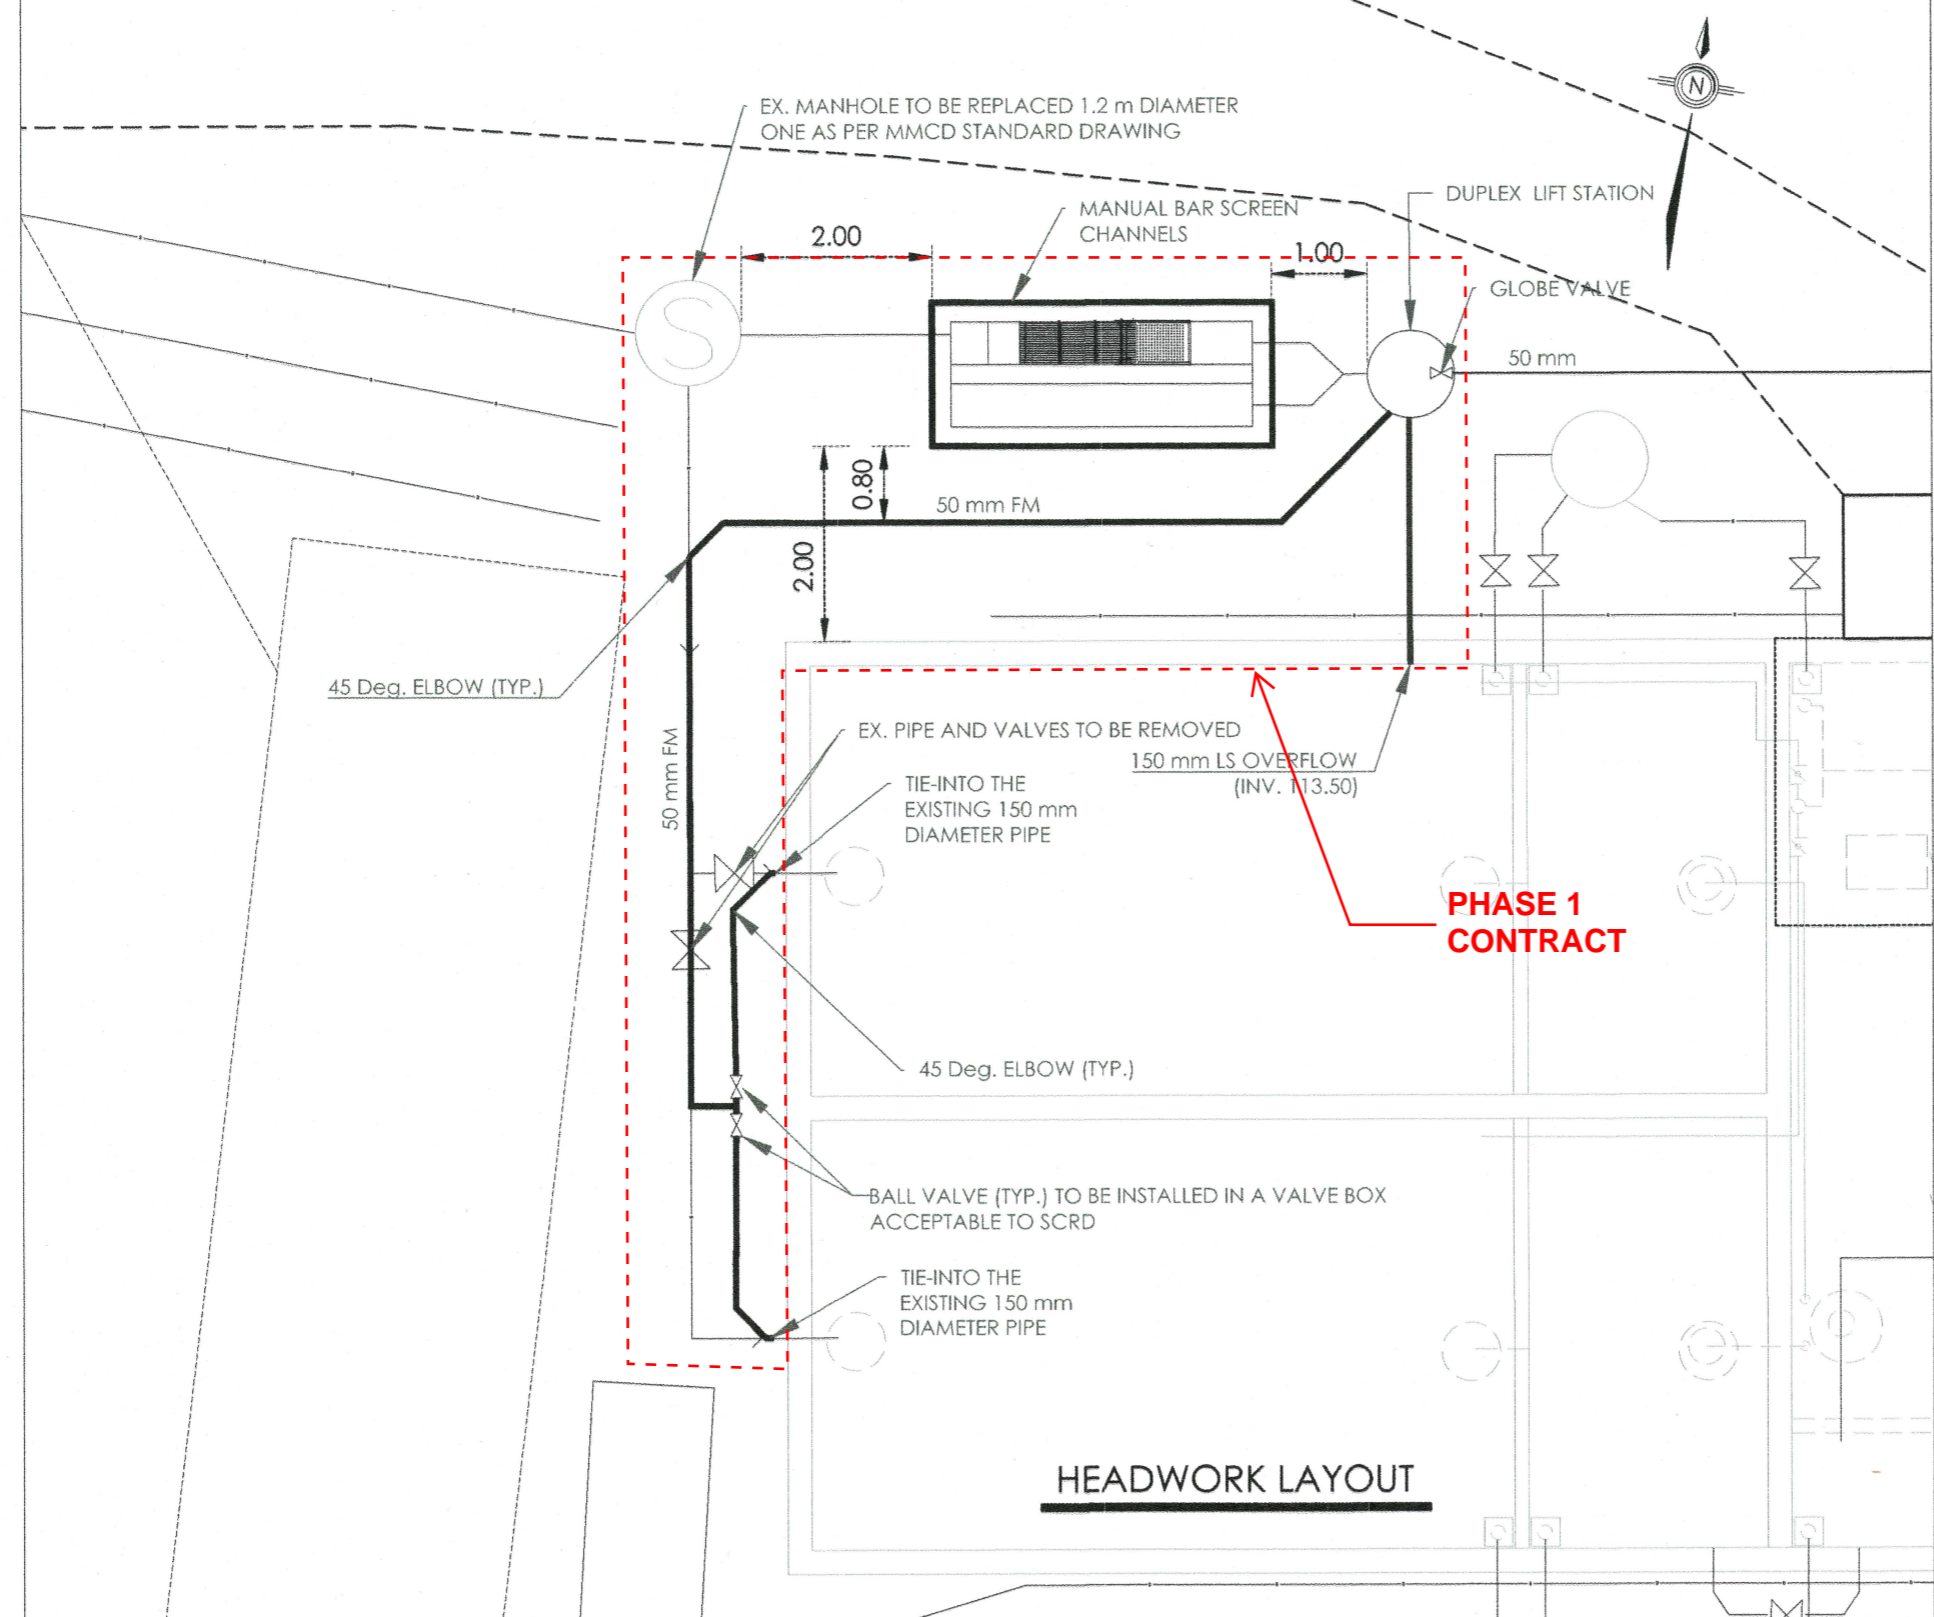 EX. MANHOLE TO BE REPLACED 1.2 m DIAMETER
ONE AS PER MMCD STANDARD DRAWING
N
MANUAL BAR SCREEN
CHANNELS
DUPLEX LIFT STATION
2.00
1.00
GLOBE VALVE
S
50 mm
0.80
50 mm FM
2.00
45 Deg. ELBOW (TYP.)
50 mm FM
EX. PIPE AND VALVES TO BE REMOVED
150 mm LS OVERFLOW
(INV. 113.50)
TIE-INTO THE
EXISTING 150 mm
DIAMETER PIPE
PHASE 1
CONTRACT
45 Deg. ELBOW (TYP.)
BALL VALVE (TYP.) TO BE INSTALLED IN A VALVE BOX
ACCEPTABLE TO SCRD
TIE-INTO THE
EXISTING 150 mm
DIAMETER PIPE
HEADWORK LAYOUT